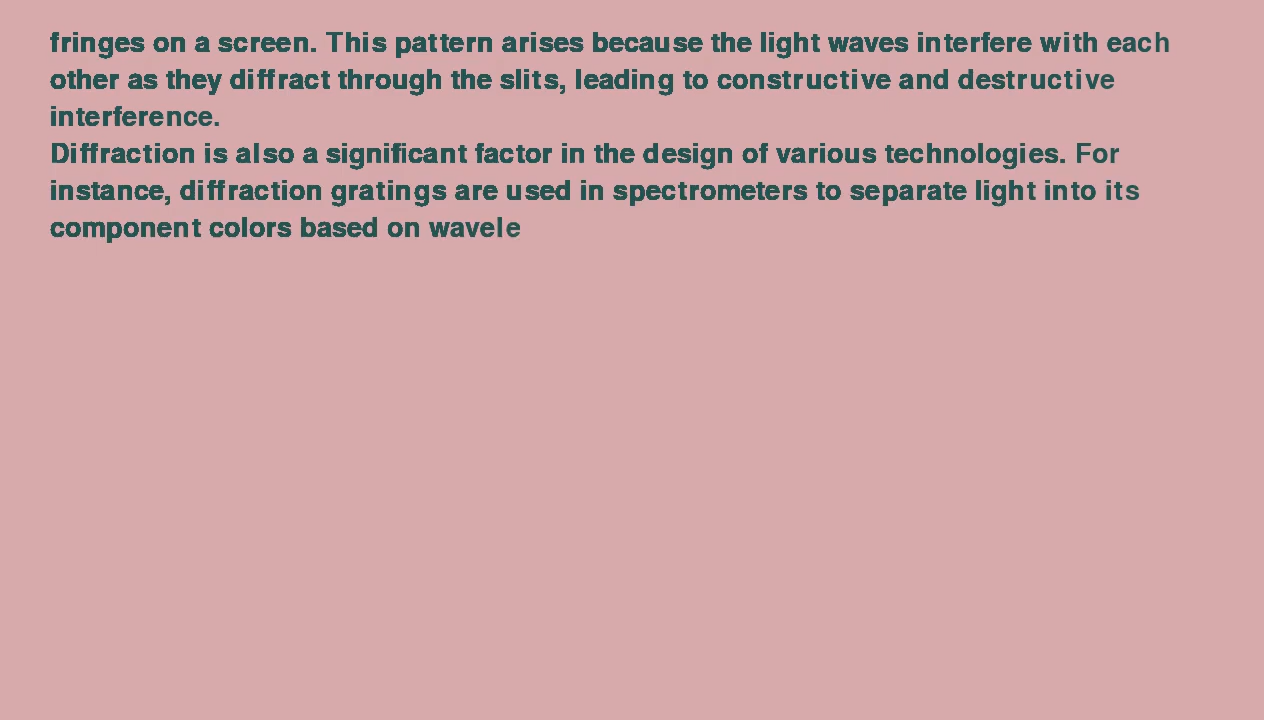 fringes on a screen. This pattern arises because the light waves interfere with each
other as they diffract through the slits, leading to constructive and destructive
interference.
Diffraction is also a significant factor in the design of various technologies. For
instance, diffraction gratings are used in spectrometers to separate light into its
component colors based on wavele